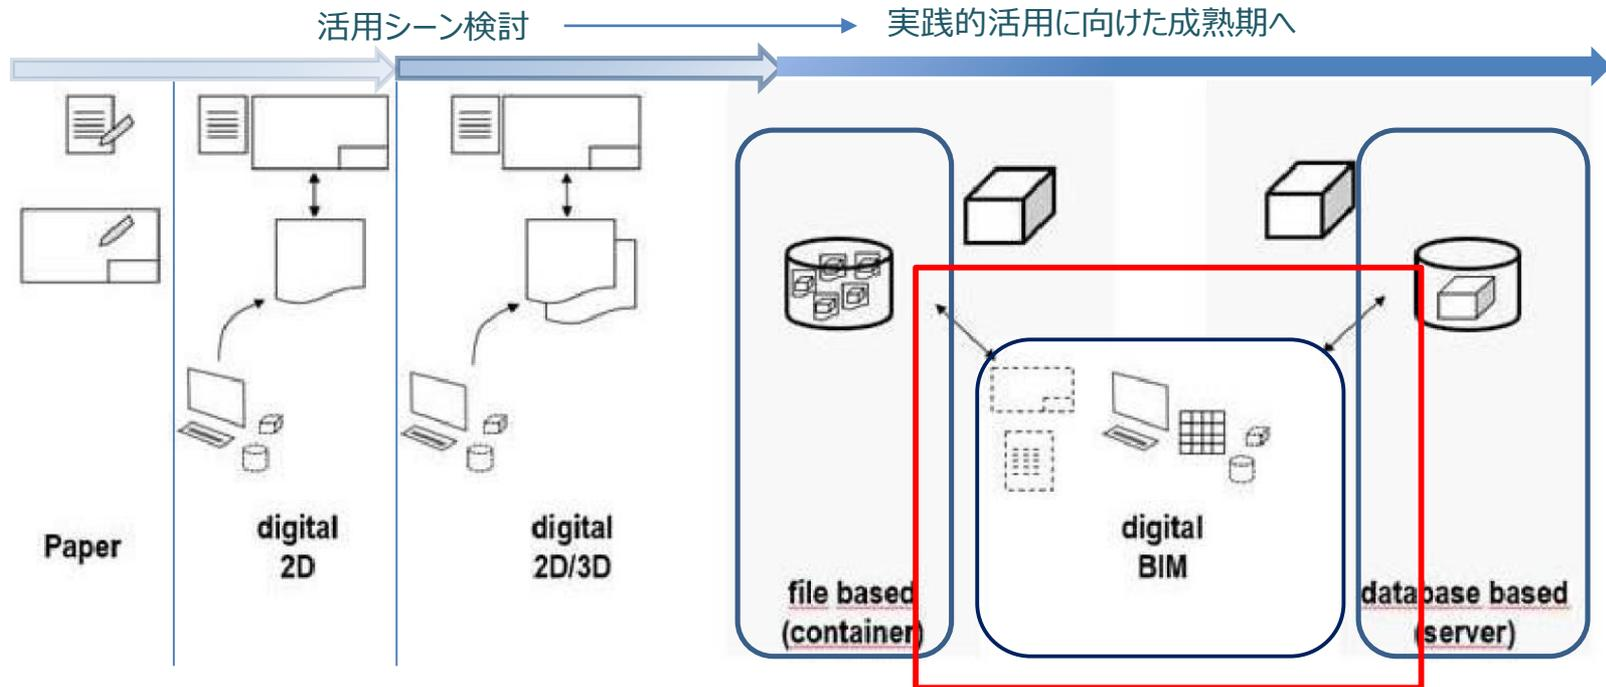 活用シーン検討
実践的活用に向けた成熟期へ
Paper
digital
2D
digital
2D/3D
file based
(container)
digital
BIM
database based
(server)